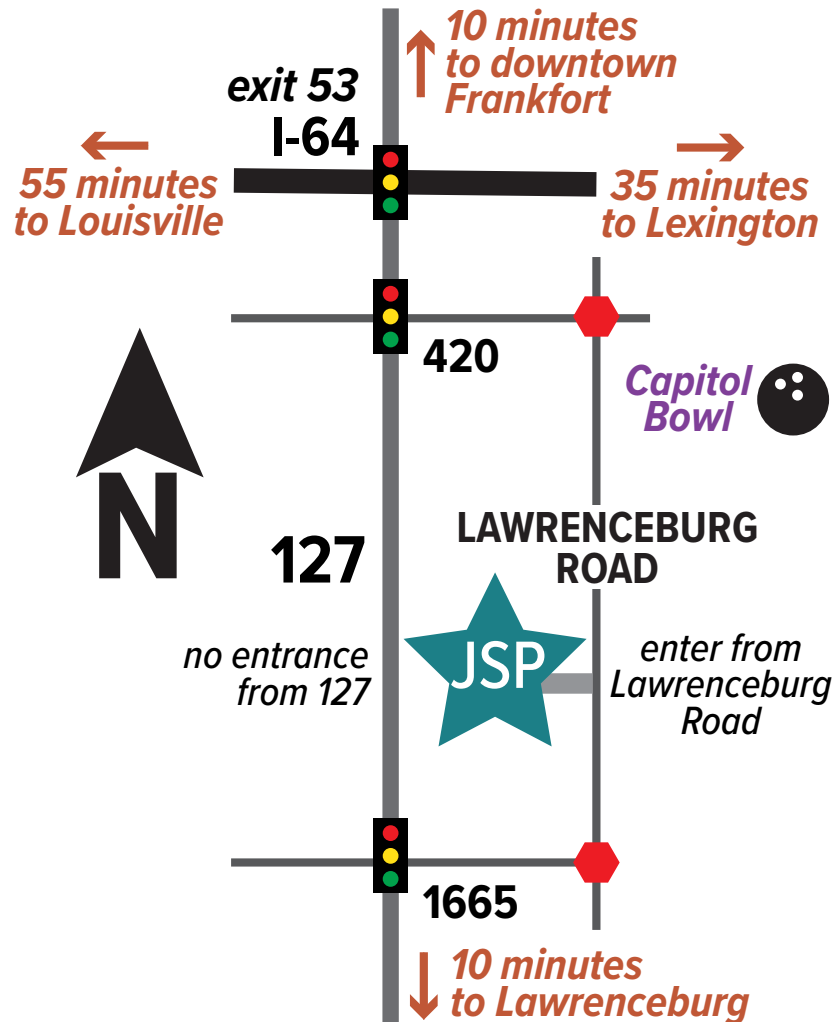 10 minutes
to downtown
Frankfort
exit 53
I-64
55 minutes
to Louisville
35 minutes
to Lexington
420
Capitol
Bowl
N
127
LAWRENCEBURG
ROAD
JSP
no entrance
from 127
enter from
Lawrenceburg
Road
1665
10 minutes
to Lawrenceburg